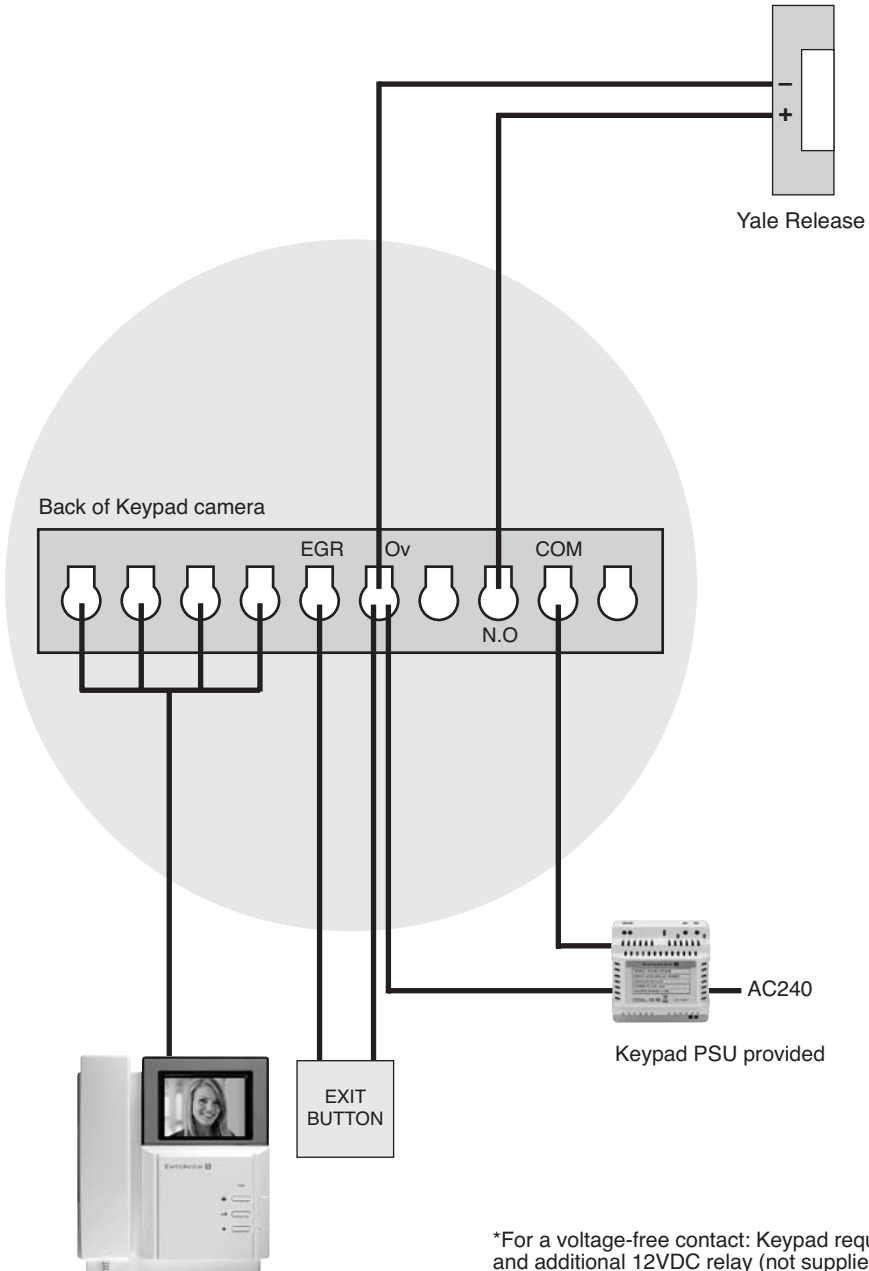 –
+
Yale Release
Back of Keypad camera
EGR Ov COM
N.O
AC240
Keypad PSU provided
EXIT
BUTTON
ENTERVIEW
*For a voltage-free contact: Keypad requ
and additional 12VDC relay (not supplie